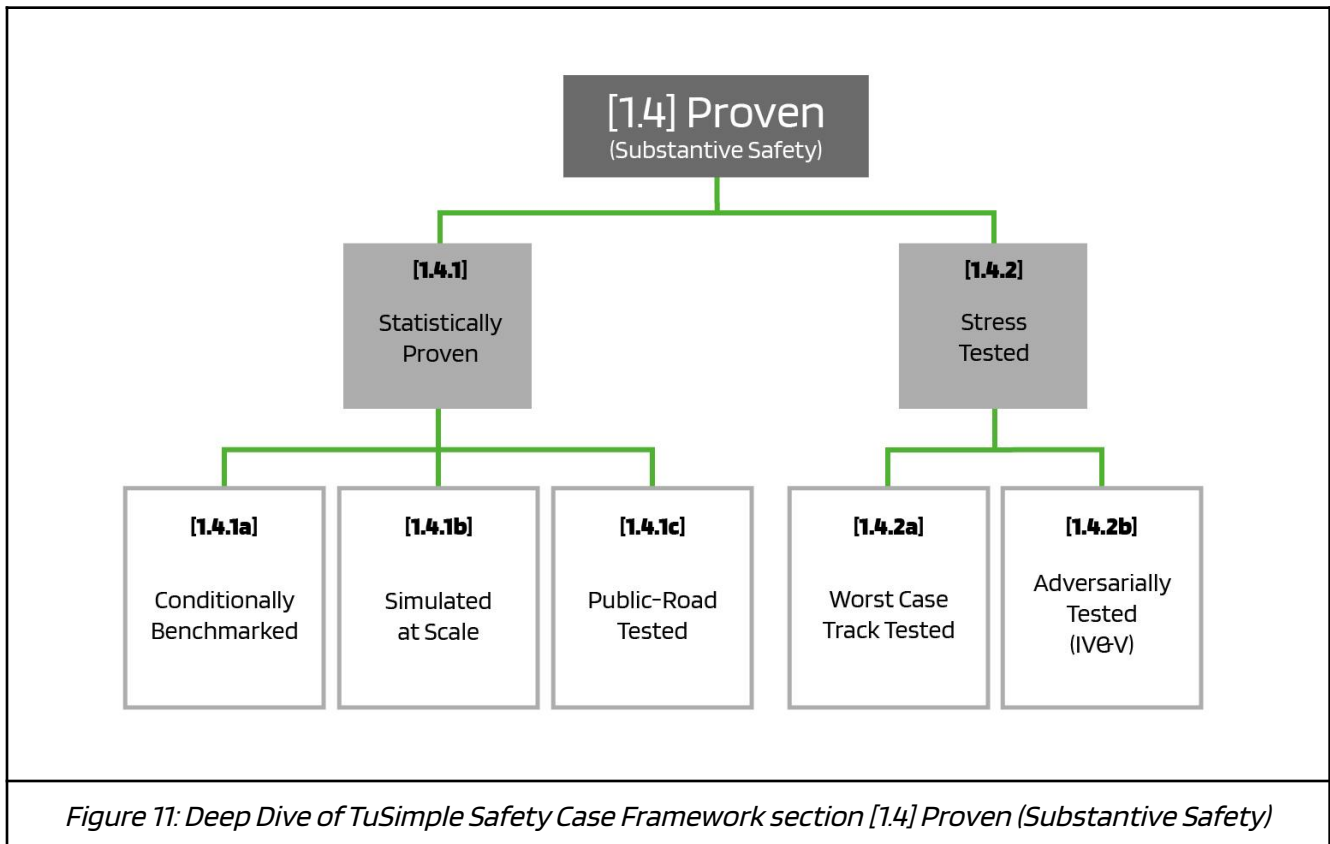 [1.4] Proven
(Substantive Safety)
[1.4.1]
Statistically
Proven
[1.4.2]
Stress
Tested
[1.4.1a]
Conditionally
Benchmarked
[1.4.1b]
Simulated
at Scale
[1.4.1c]
Public-Road
Tested
[1.4.2a]
Worst Case
Track Tested
[1.4.2b]
Adversarially
Tested
(IV&V)
Figure 11: Deep Dive of TuSimple Safety Case Framework section [1.4] Proven (Substantive Safety)